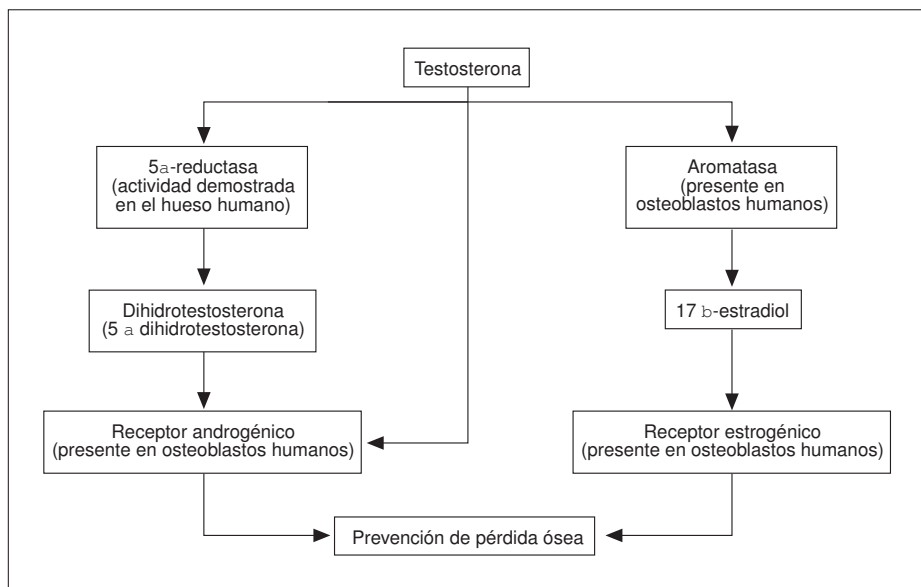 Testosterona
5a-reductasa
(actividad demostrada
en el hueso humano)
Aromatasa
(presente en
osteoblastos humanos)
Dihidrotestosterona
(5 a dihidrotestosterona)
17 b-estradiol
Receptor androgénico
(presente en osteoblastos humanos)
Receptor estrogénico
(presente en osteoblastos humanos)
Prevención de pérdida ósea